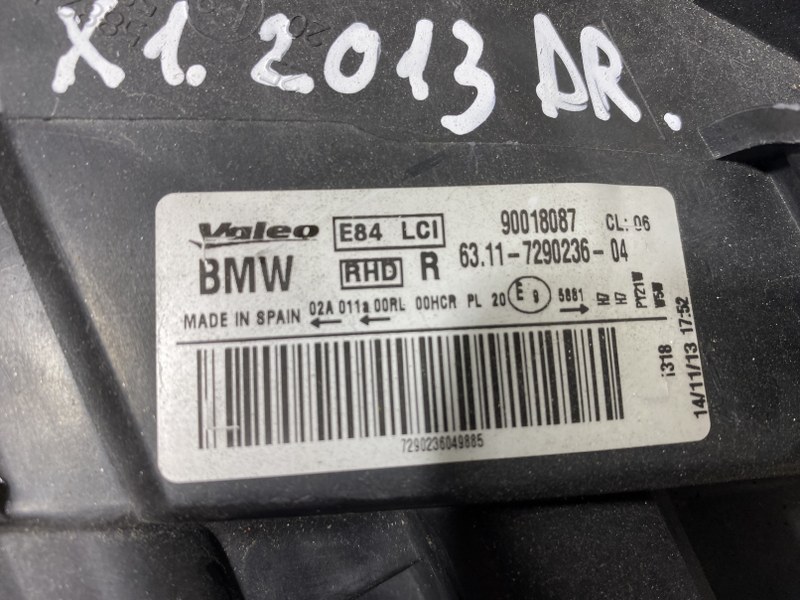 X1. 2013 DR.
Valeo E84 LCI 90018087 CL: 06
BMW RHD R 63.11-7290236-04
MADE IN SPAIN 02A 011a 00RL 00HCR PL 20 E9 5881 H7 H7 PY21W W5W
7290236049885
i318
14/11/13 17:52